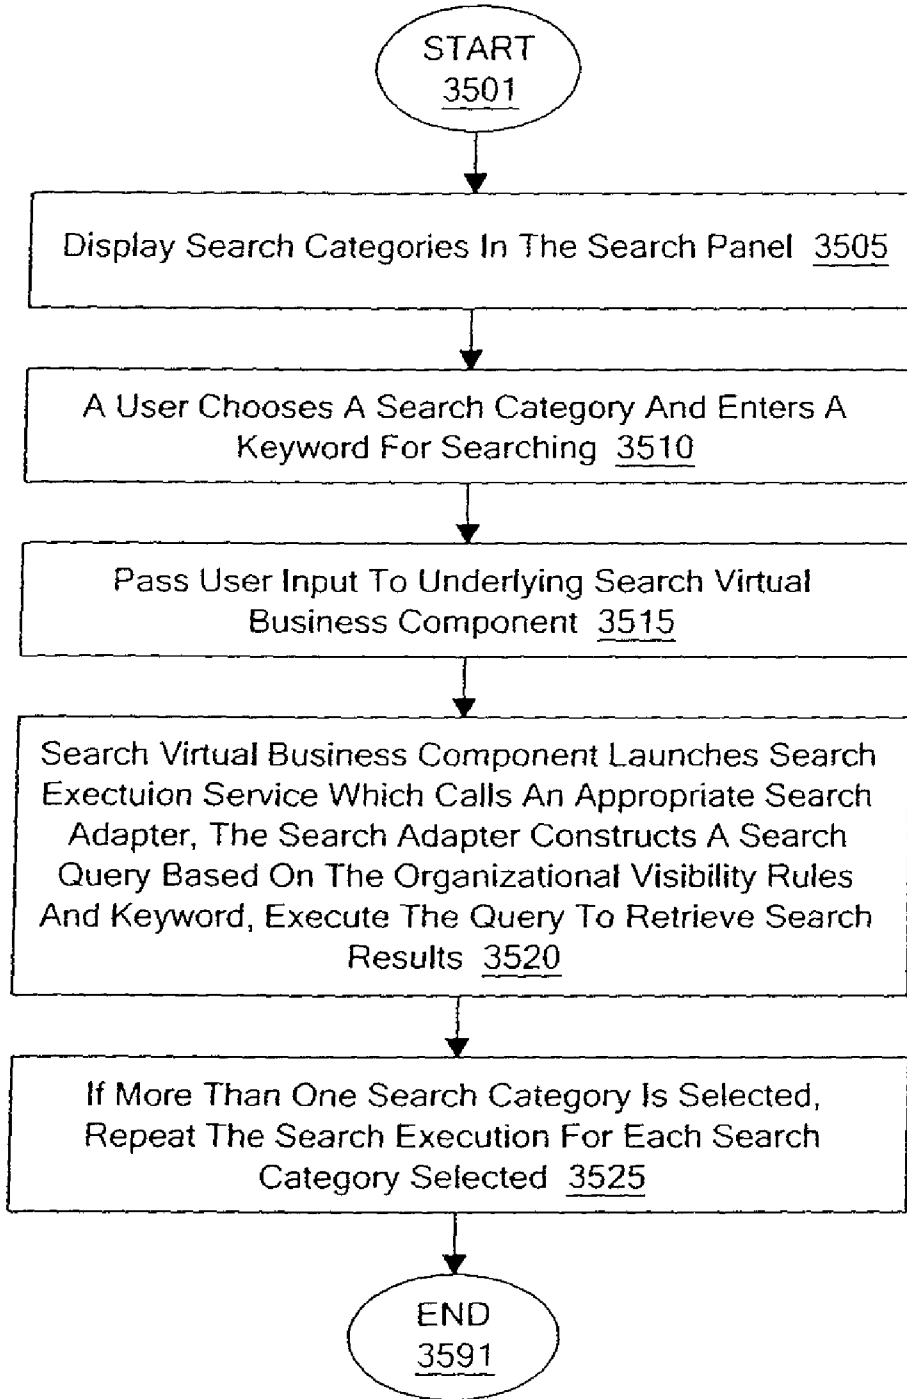 START
3501
Display Search Categories In The Search Panel 3505
A User Chooses A Search Category And Enters A
Keyword For Searching 3510
Pass User Input To Underlying Search Virtual
Business Component 3515
Search Virtual Business Component Launches Search
Exectuion Service Which Calls An Appropriate Search
Adapter, The Search Adapter Constructs A Search
Query Based On The Organizational Visibility Rules
And Keyword, Execute The Query To Retrieve Search
Results 3520
If More Than One Search Category Is Selected,
Repeat The Search Execution For Each Search
Category Selected 3525
END
3591